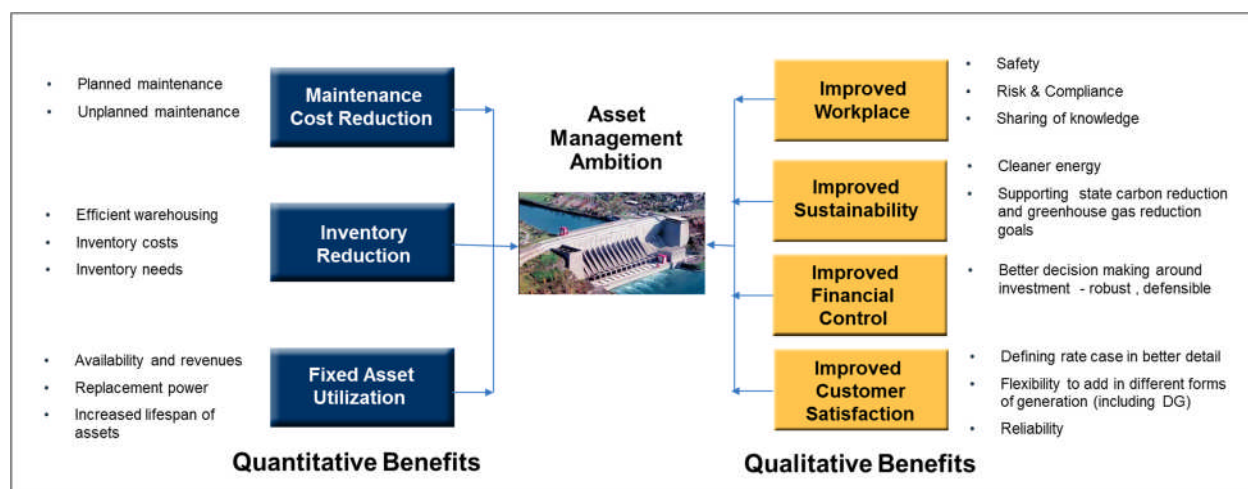 Planned maintenance
Unplanned maintenance
Maintenance
Cost Reduction
Efficient warehousing
Inventory costs
Inventory needs
Inventory
Reduction
Availability and revenues
Replacement power
Increased lifespan of
assets
Fixed Asset
Utilization
Quantitative Benefits
Asset
Management
Ambition
Improved
Workplace
Safety
Risk & Compliance
Sharing of knowledge
Improved
Sustainability
Cleaner energy
Supporting state carbon reduction
and greenhouse gas reduction
goals
Improved
Financial
Control
Better decision making around
investment - robust , defensible
Improved
Customer
Satisfaction
Defining rate case in better detail
Flexibility to add in different forms
of generation (including DG)
Reliability
Qualitative Benefits